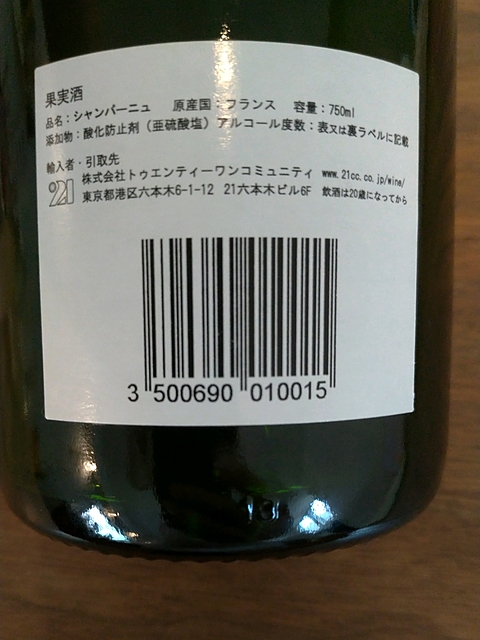 果実酒
品名：シャンパーニュ　原産国：フランス　容量：750ml
添加物：酸化防止剤（亜硫酸塩）アルコール度数：表又は裏ラベルに記載
輸入者・引取先
21 株式会社トゥエンティーワンコミュニティ www.21cc.co.jp/wine/
東京都港区六本木6-1-12 21六本木ビル6F 飲酒は20歳になってから
3 500690 010015